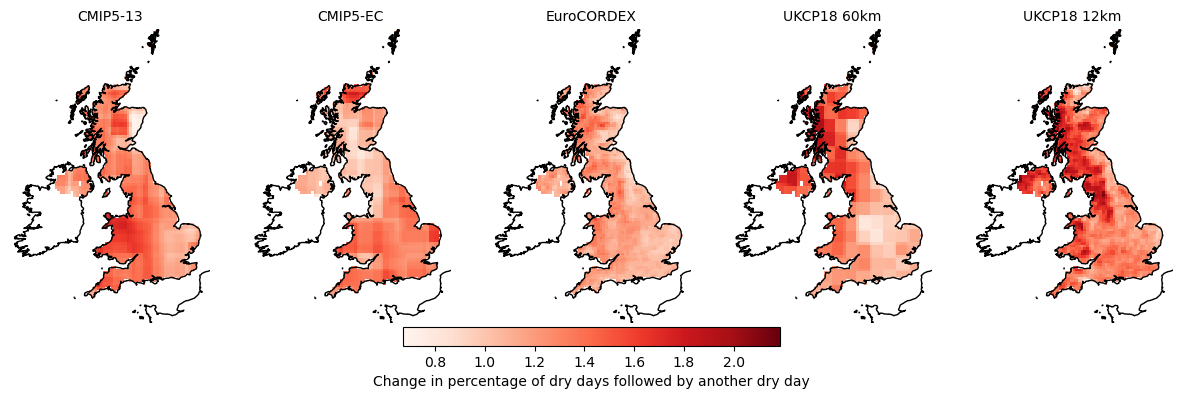 CMIP5-13
CMIP5-EC
EuroCORDEX
UKCP18 60km
UKCP18 12km
0.8 1.0 1.2 1.4 1.6 1.8 2.0
Change in percentage of dry days followed by another dry day